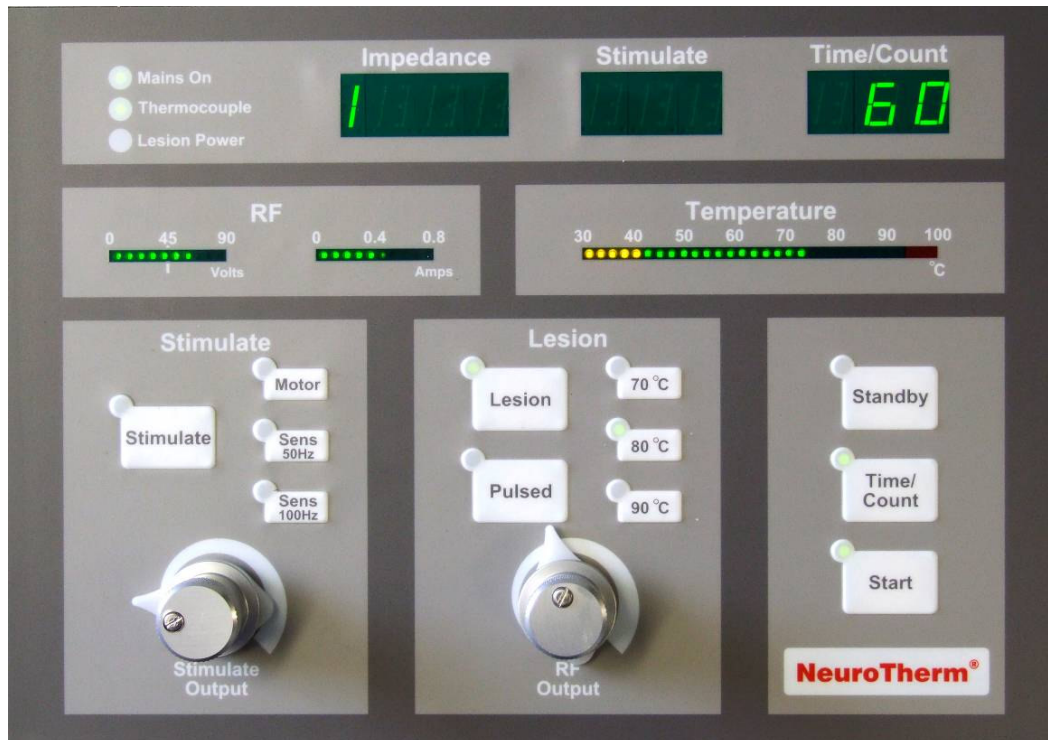 Impedance Stimulate Time/Count
Mains On
Thermocouple
Lesion Power
1 60
RF
0 45 90
Volts
0 0.4 0.8
Amps
Temperature
30 40 50 60 70 80 90 100
°C
Stimulate
Motor
Stimulate
Sens
50Hz
Sens
100Hz
Stimulate
Output
Lesion
Lesion
70 °C
80 °C
Pulsed
90 °C
RF
Output
Standby
Time/
Count
Start
NeuroTherm®